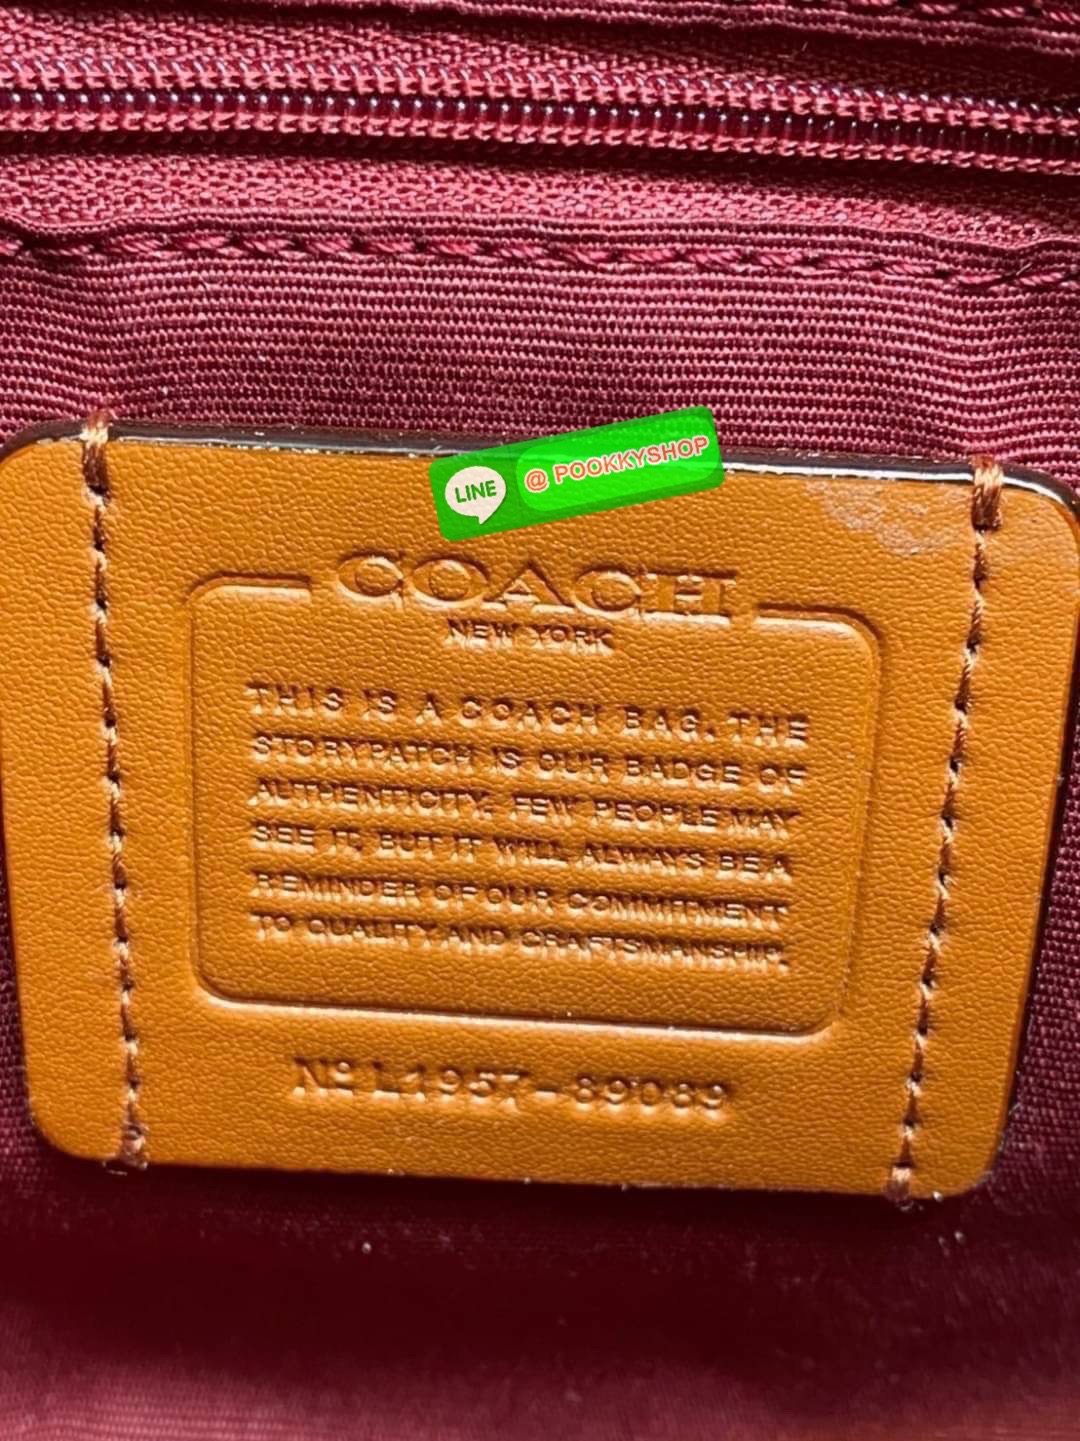 LINE @ POOKKYSHOP
COACH
NEW YORK
THIS IS A COACH BAG. THE
STORYPATCH IS OUR BADGE OF
AUTHENTICITY. FEW PEOPLE MAY
SEE IT, BUT IT WILL ALWAYS BE A
REMINDER OF OUR COMMITMENT
TO QUALITY AND CRAFTSMANSHIP.
Nº L1957-89089